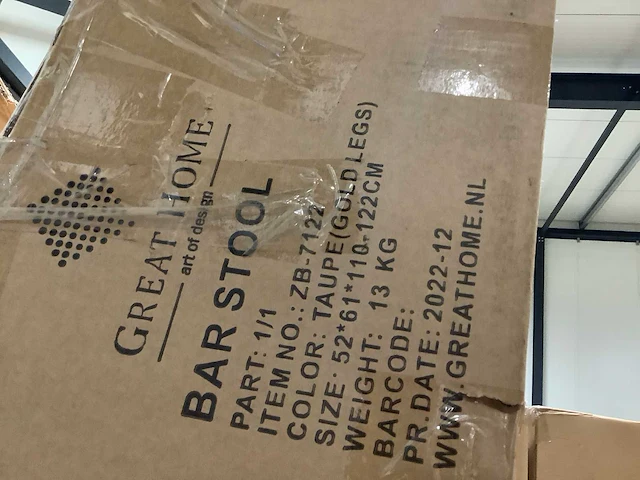 GREAT HOME
art of design
BAR STOOL
PART: 1/1
ITEM NO.: ZB-7122
COLOR: TAUPE(GOLD LEGS)
SIZE: 52*61*110-122CM
WEIGHT: 13 KG
BARCODE:
PR.DATE: 2022-12
WWW.GREATHOME.NL